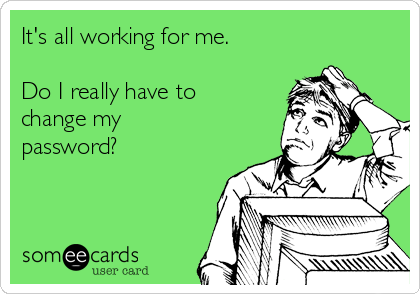 It's all working for me.
Do I really have to
change my
password?
someecards
user card